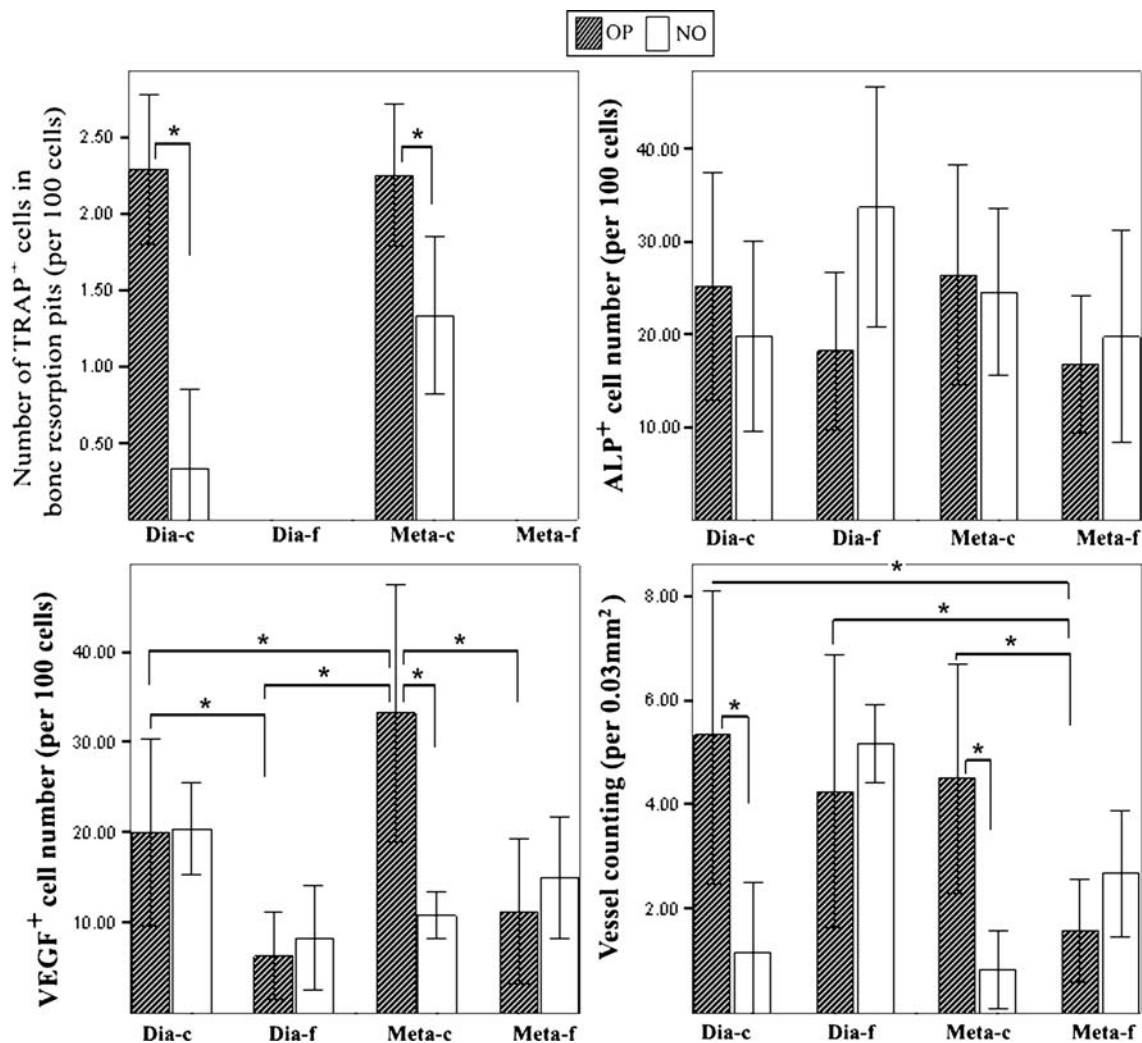 OP NO
Number of TRAP⁺ cells in
bone resorption pits (per 100 cells)
2.50
2.00
1.50
1.00
0.50
* *
Dia-c Dia-f Meta-c Meta-f
ALP⁺ cell number (per 100 cells)
40.00
30.00
20.00
10.00
Dia-c Dia-f Meta-c Meta-f
VEGF⁺ cell number (per 100 cells)
40.00
30.00
20.00
10.00
* *
* *
*
Dia-c Dia-f Meta-c Meta-f
Vessel counting (per 0.03mm²)
8.00
6.00
4.00
2.00
*
*
*
*
*
Dia-c Dia-f Meta-c Meta-f